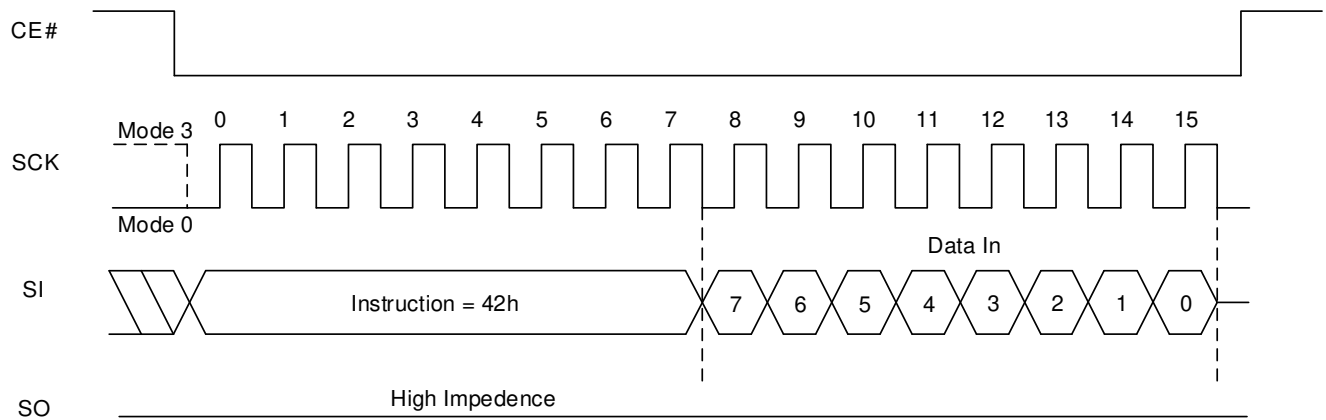 CE#
Mode 3
0 1 2 3 4 5 6 7 8 9 10 11 12 13 14 15
SCK
Mode 0
Data In
SI
Instruction = 42h
7 6 5 4 3 2 1 0
High Impedence
SO